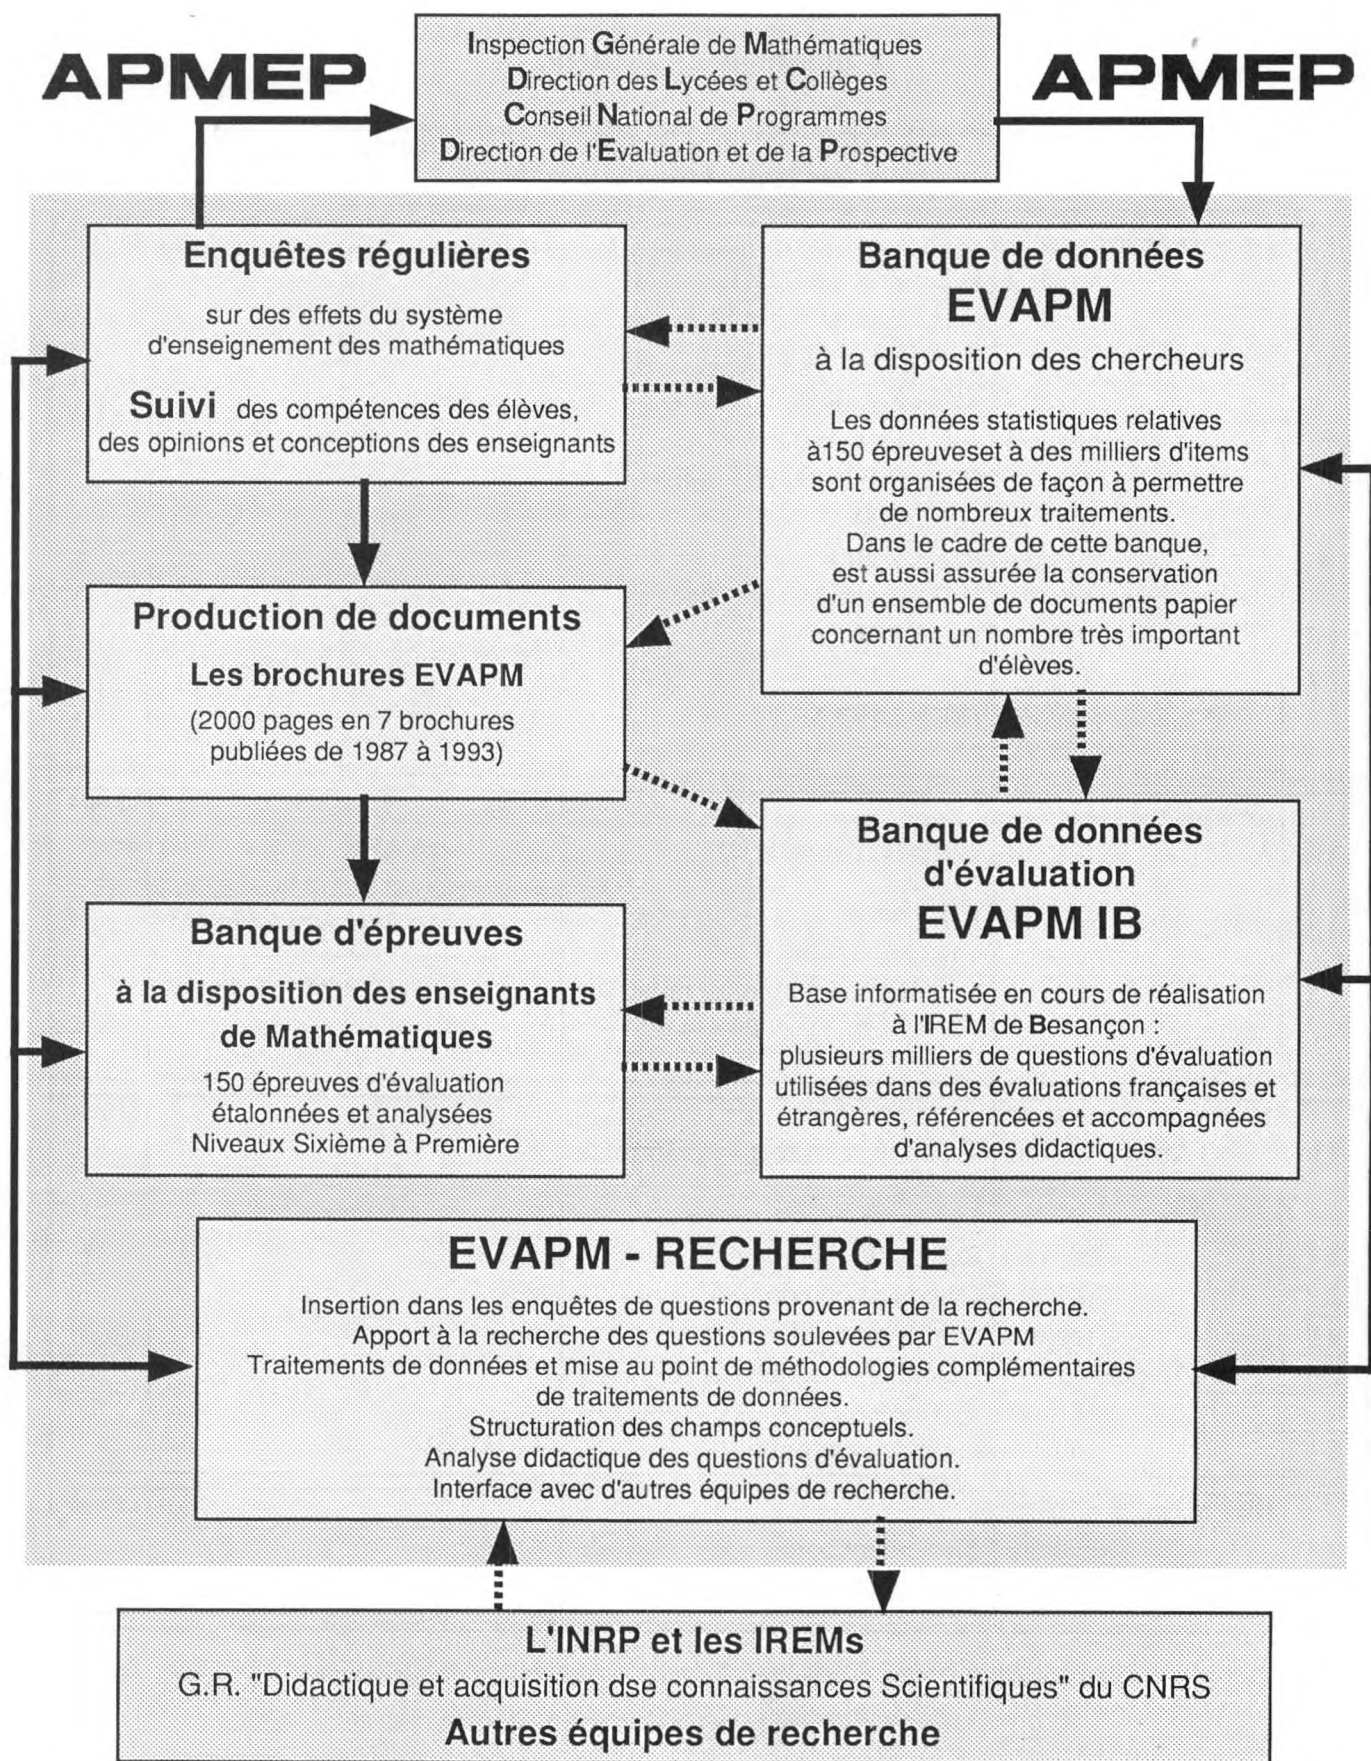 APMEP
Inspection Générale de Mathématiques
Direction des Lycées et Collèges
Conseil National de Programmes
Direction de l'Evaluation et de la Prospective
APMEP
Enquêtes régulières
sur des effets du système
d'enseignement des mathématiques
Suivi des compétences des élèves,
des opinions et conceptions des enseignants
Banque de données
EVAPM
à la disposition des chercheurs
Les données statistiques relatives
à150 épreuveset à des milliers d'items
sont organisées de façon à permettre
de nombreux traitements.
Dans le cadre de cette banque,
est aussi assurée la conservation
d'un ensemble de documents papier
concernant un nombre très important
d'élèves.
Production de documents
Les brochures EVAPM
(2000 pages en 7 brochures
publiées de 1987 à 1993)
Banque de données
d'évaluation
EVAPM IB
Base informatisée en cours de réalisation
à l'IREM de Besançon :
plusieurs milliers de questions d'évaluation
utilisées dans des évaluations françaises et
étrangères, référencées et accompagnées
d'analyses didactiques.
Banque d'épreuves
à la disposition des enseignants
de Mathématiques
150 épreuves d'évaluation
étalonnées et analysées
Niveaux Sixième à Première
EVAPM - RECHERCHE
Insertion dans les enquêtes de questions provenant de la recherche.
Apport à la recherche des questions soulevées par EVAPM
Traitements de données et mise au point de méthodologies complémentaires
de traitements de données.
Structuration des champs conceptuels.
Analyse didactique des questions d'évaluation.
Interface avec d'autres équipes de recherche.
L'INRP et les IREMs
G.R. "Didactique et acquisition dse connaissances Scientifiques" du CNRS
Autres équipes de recherche